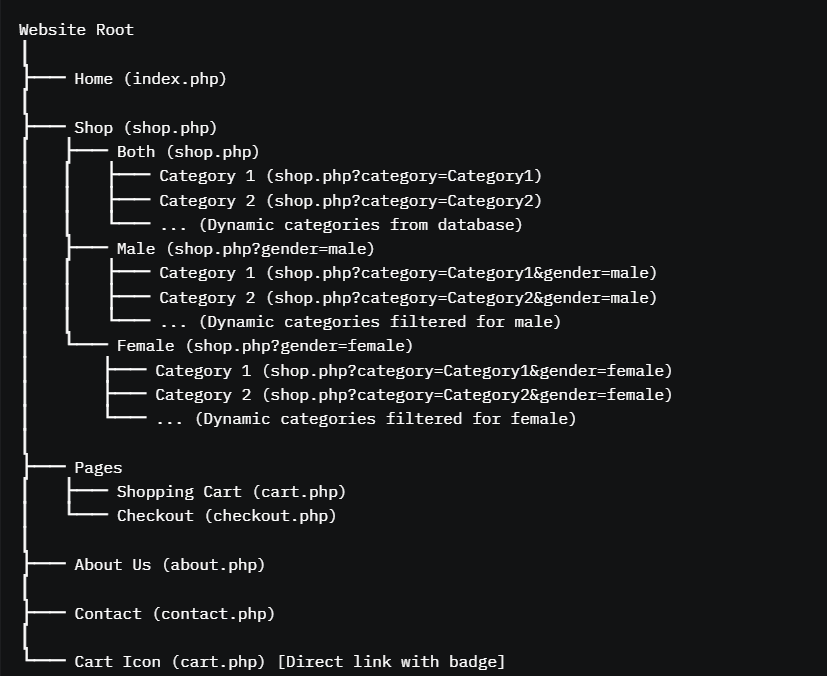 Website Root
Home (index.php)
Shop (shop.php)
Both (shop.php)
Category 1 (shop.php?category=Category1)
Category 2 (shop.php?category=Category2)
... (Dynamic categories from database)
Male (shop.php?gender=male)
Category 1 (shop.php?category=Category1&gender=male)
Category 2 (shop.php?category=Category2&gender=male)
... (Dynamic categories filtered for male)
Female (shop.php?gender=female)
Category 1 (shop.php?category=Category1&gender=female)
Category 2 (shop.php?category=Category2&gender=female)
... (Dynamic categories filtered for female)
Pages
Shopping Cart (cart.php)
Checkout (checkout.php)
About Us (about.php)
Contact (contact.php)
Cart Icon (cart.php) [Direct link with badge]